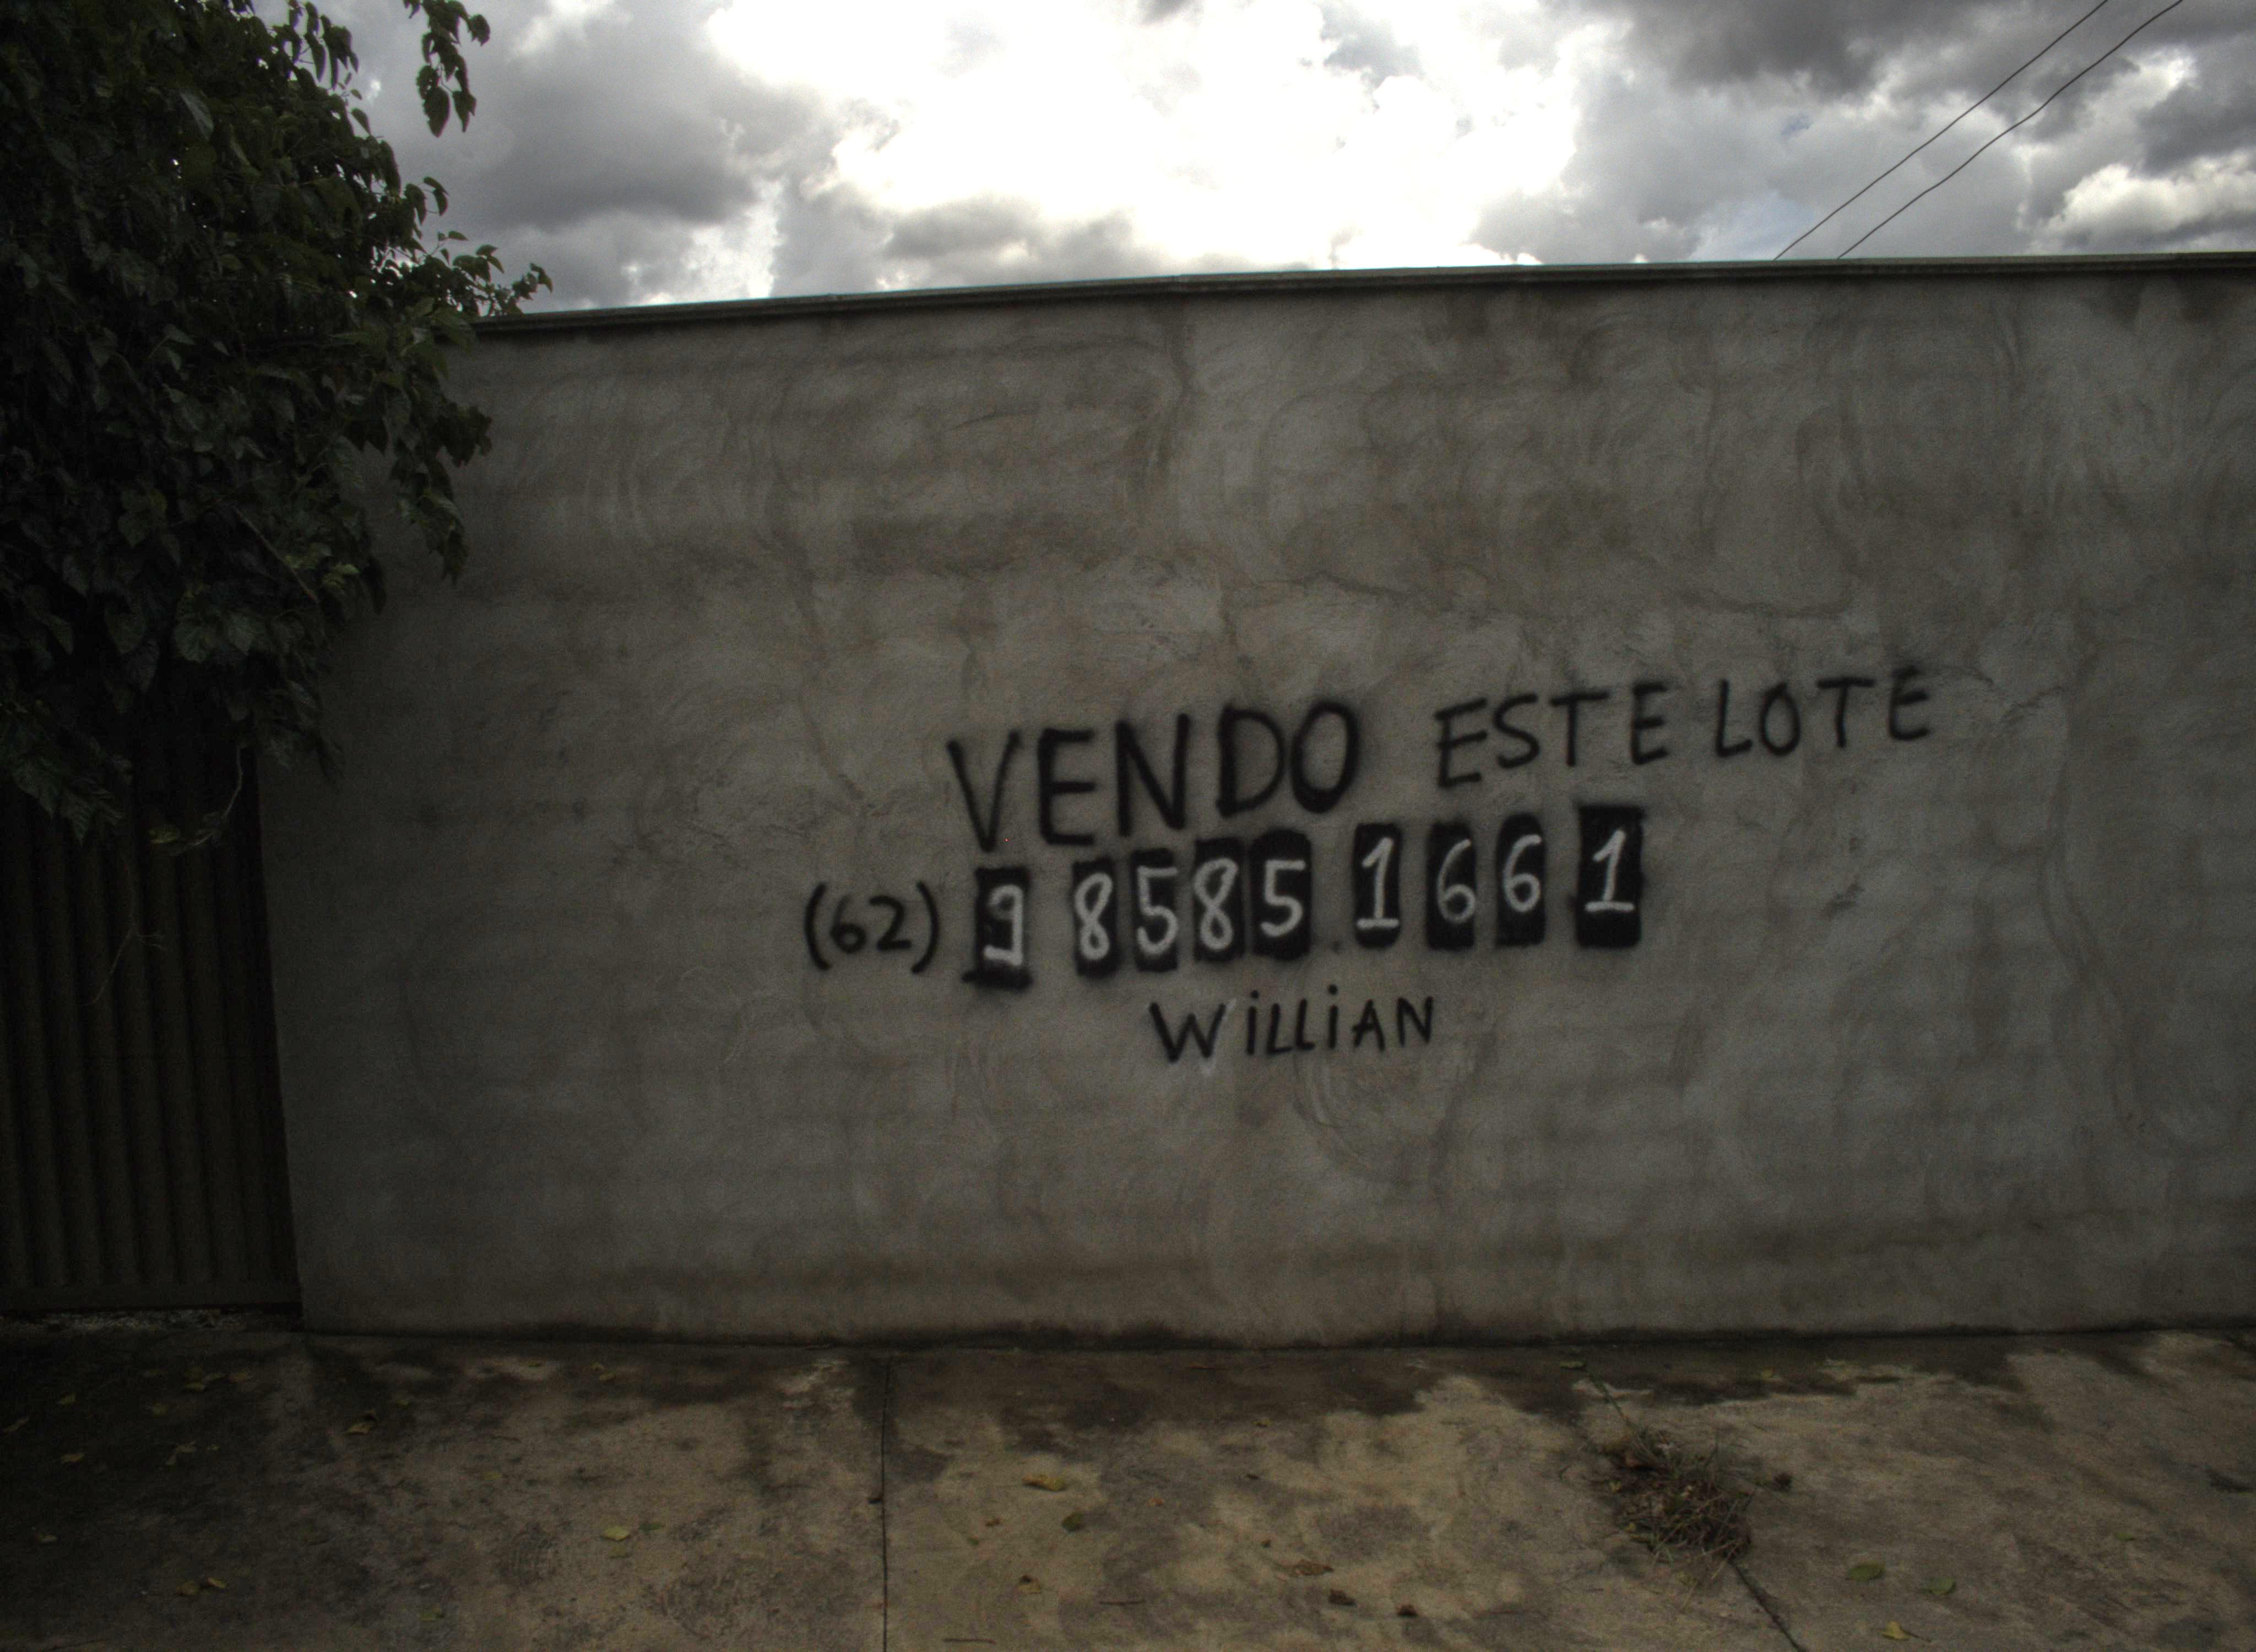 VENDO ESTE LOTE
(62) 9 8585.1661
WiLLiAN